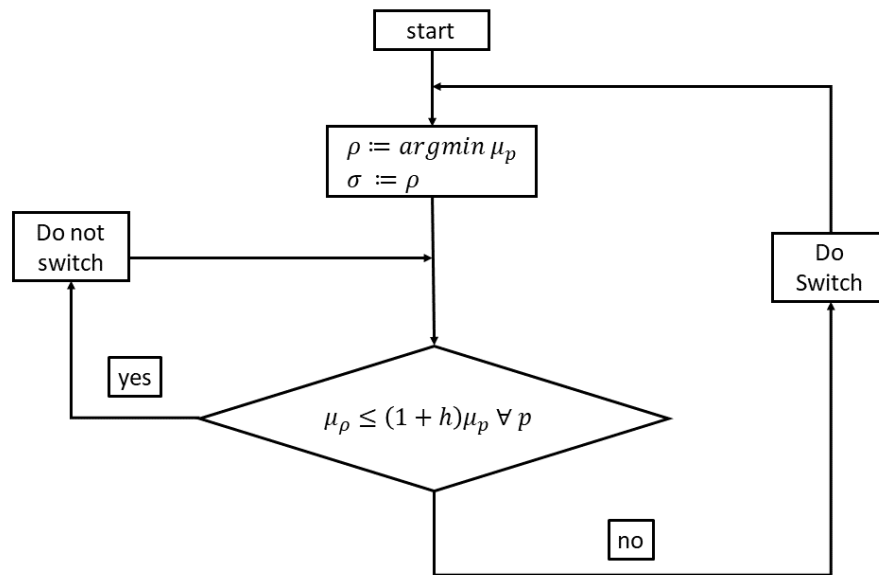 start
ρ ≔ argmin μ_p
σ ≔ ρ
Do not
switch
Do
Switch
yes
μ_ρ ≤ (1 + h)μ_p ∀ p
no